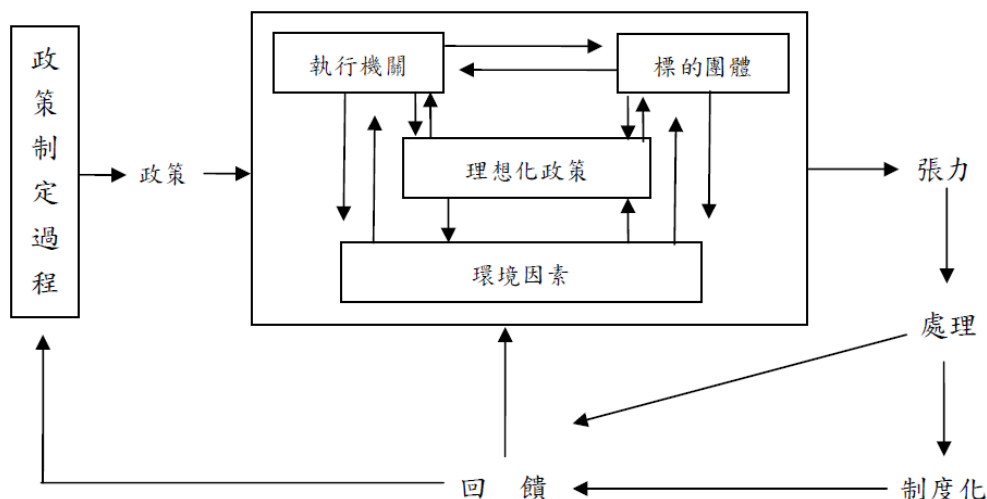 政策制定過程
政策
執行機關
標的團體
理想化政策
環境因素
張力
處理
制度化
回饋